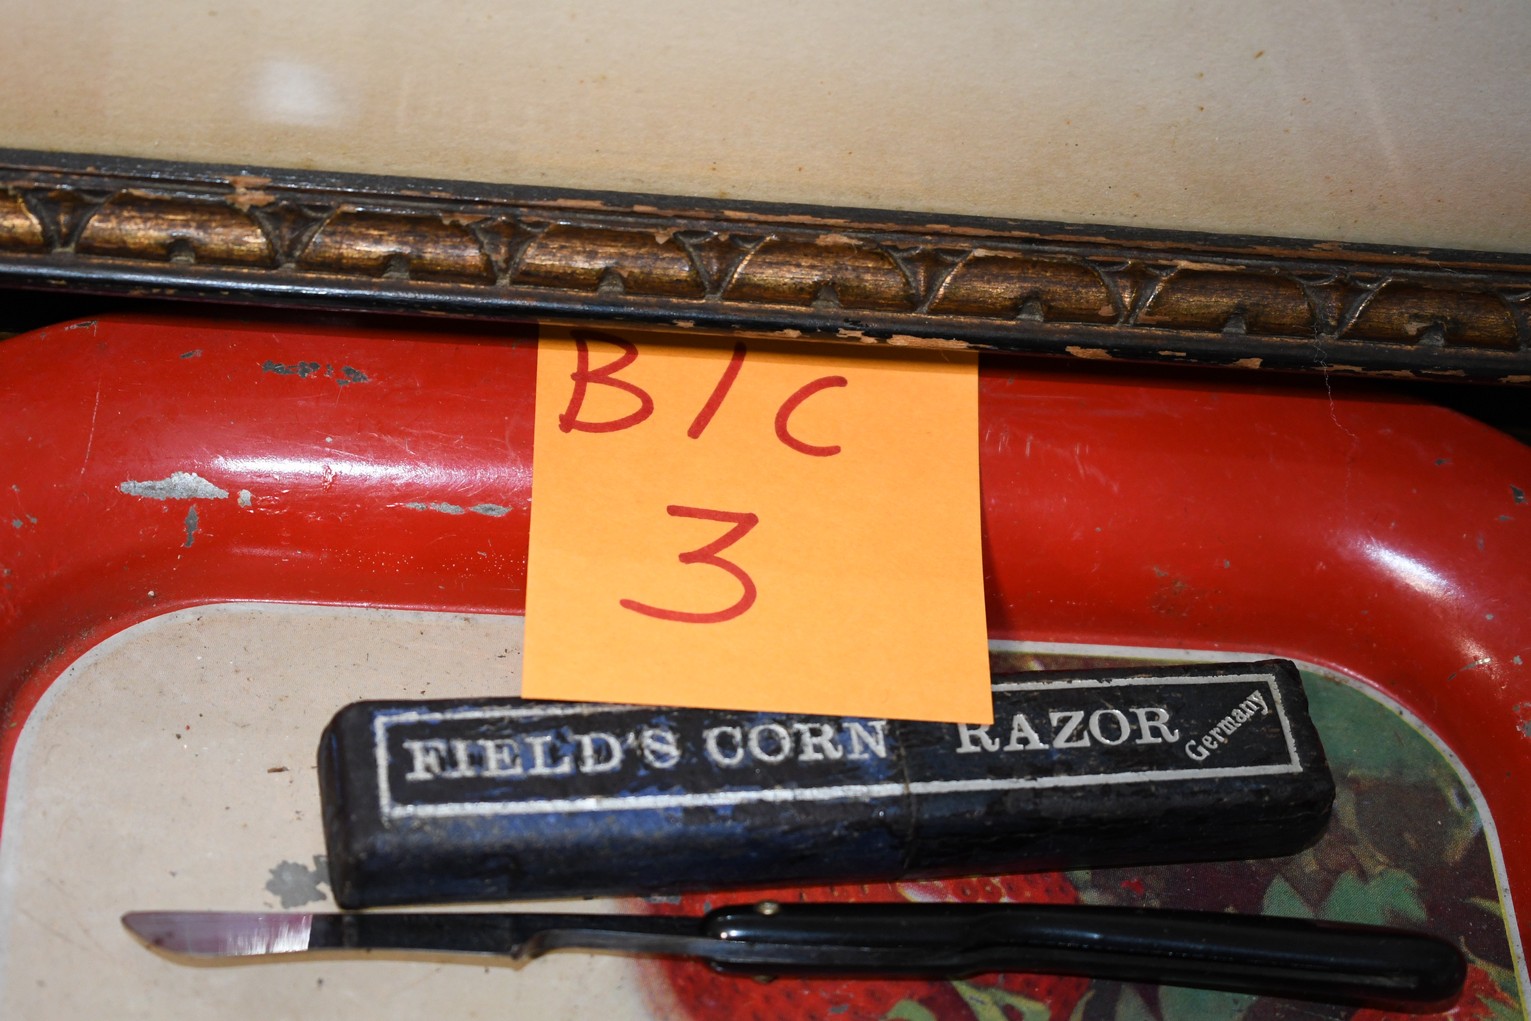 B/C
3
FIELD'S CORN RAZOR Germany